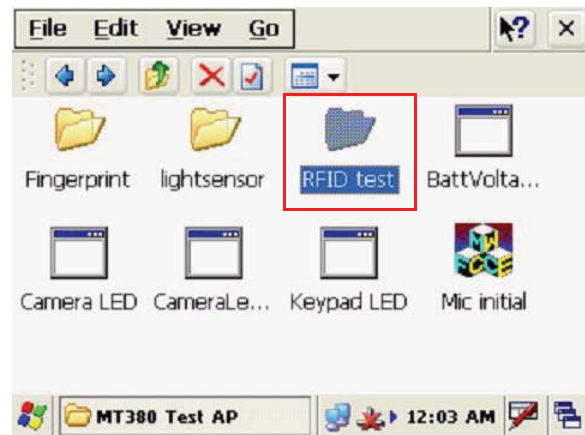 File Edit View Go ?
Fingerprint lightsensor RFID test BattVolta...
Camera LED CameraLe... Keypad LED Mic initial
MT380 Test AP 12:03 AM